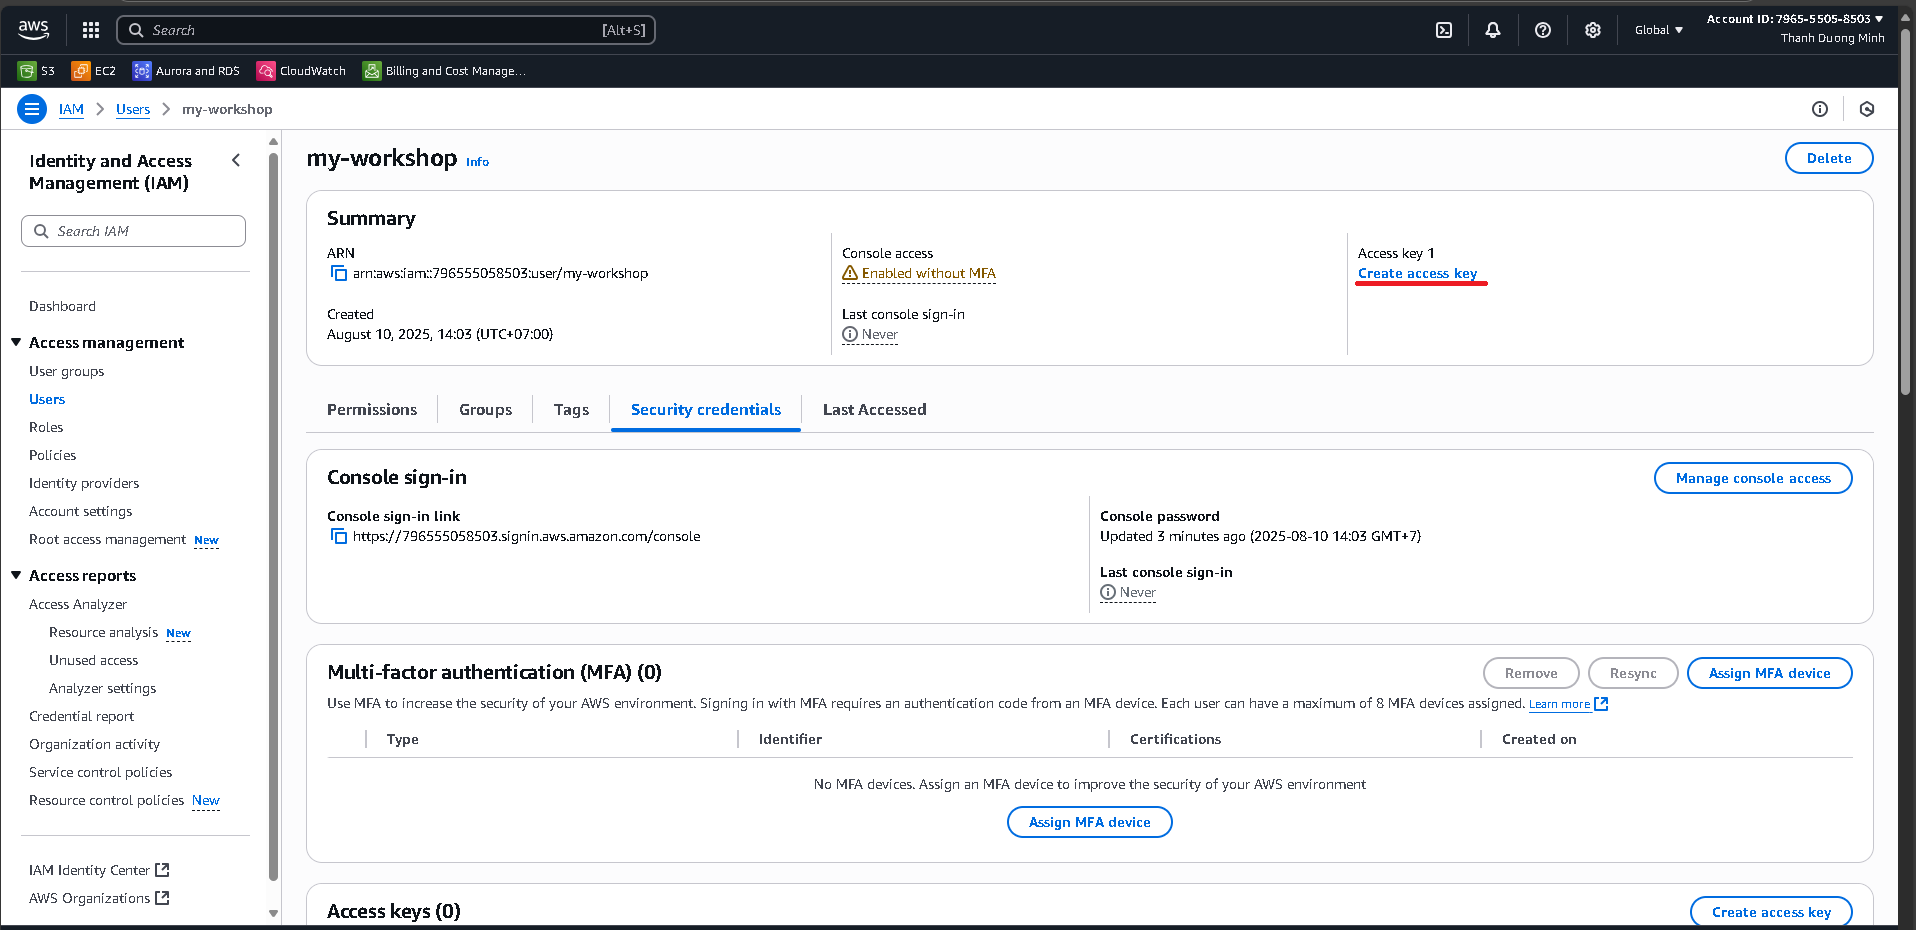 aws
Search [Alt+S]
Global ▼
Account ID: 7965-5505-8503 ▼
Thanh Duong Minh
S3
EC2
Aurora and RDS
CloudWatch
Billing and Cost Manage...
IAM > Users > my-workshop
Identity and Access
Management (IAM)
Search IAM
Dashboard
Access management
User groups
Users
Roles
Policies
Identity providers
Account settings
Root access management New
Access reports
Access Analyzer
Resource analysis New
Unused access
Analyzer settings
Credential report
Organization activity
Service control policies
Resource control policies New
IAM Identity Center
AWS Organizations
my-workshop Info
Delete
Summary
ARN
arn:aws:iam::796555058503:user/my-workshop
Created
August 10, 2025, 14:03 (UTC+07:00)
Console access
Enabled without MFA
Last console sign-in
Never
Access key 1
Create access key
Permissions
Groups
Tags
Security credentials
Last Accessed
Console sign-in
Manage console access
Console sign-in link
https://796555058503.signin.aws.amazon.com/console
Console password
Updated 3 minutes ago (2025-08-10 14:03 GMT+7)
Last console sign-in
Never
Multi-factor authentication (MFA) (0)
Remove
Resync
Assign MFA device
Use MFA to increase the security of your AWS environment. Signing in with MFA requires an authentication code from an MFA device. Each user can have a maximum of 8 MFA devices assigned. Learn more
Type
Identifier
Certifications
Created on
No MFA devices. Assign an MFA device to improve the security of your AWS environment
Assign MFA device
Access keys (0)
Create access key